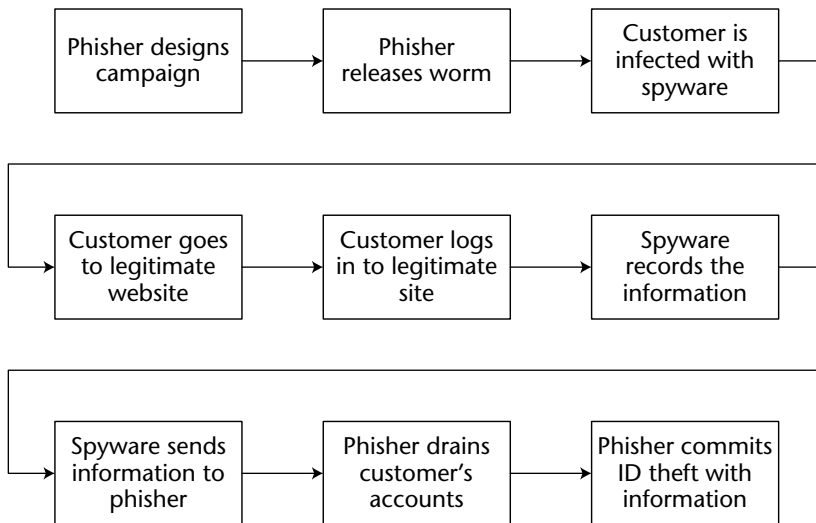 Phisher designs
campaign
Phisher
releases worm
Customer is
infected with
spyware
Customer goes
to legitimate
website
Customer logs
in to legitimate
site
Spyware
records the
information
Spyware sends
information to
phisher
Phisher drains
customer's
accounts
Phisher commits
ID theft with
information